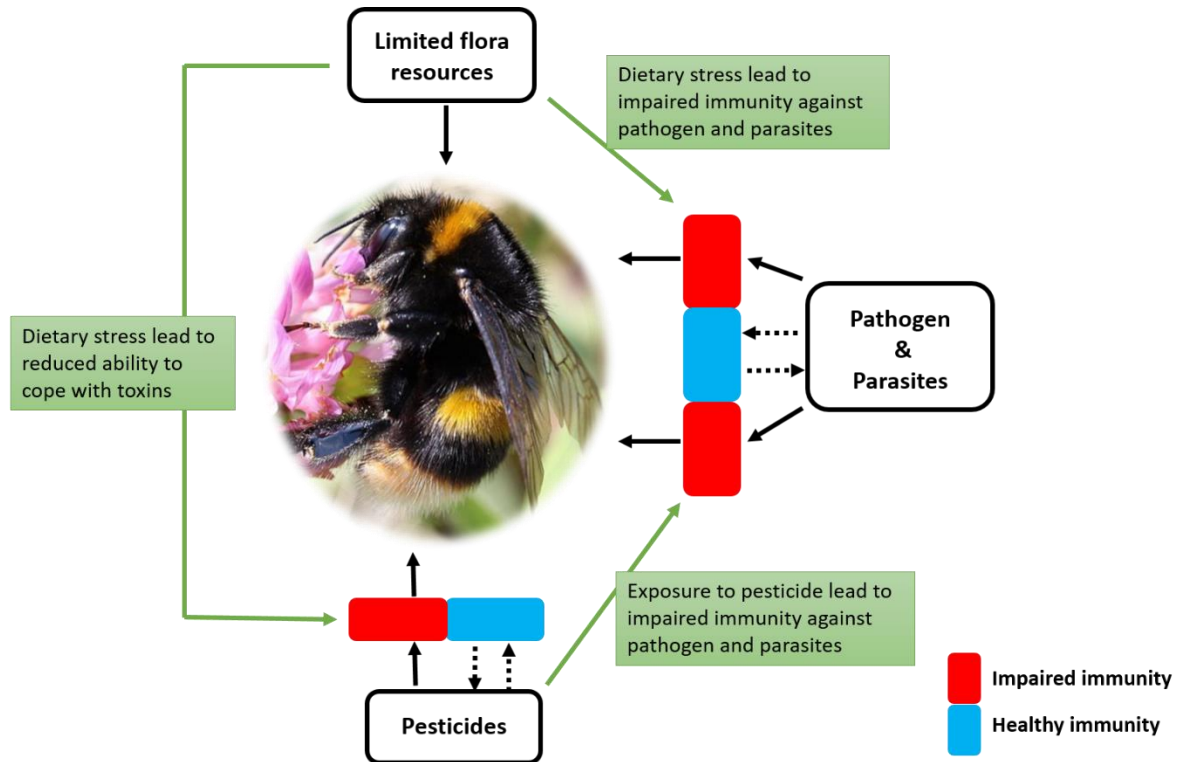 Limited flora
resources
Dietary stress lead to
impaired immunity against
pathogen and parasites
Dietary stress lead to
reduced ability to
cope with toxins
Pathogen
&
Parasites
Exposure to pesticide lead to
impaired immunity against
pathogen and parasites
Pesticides
Impaired immunity
Healthy immunity